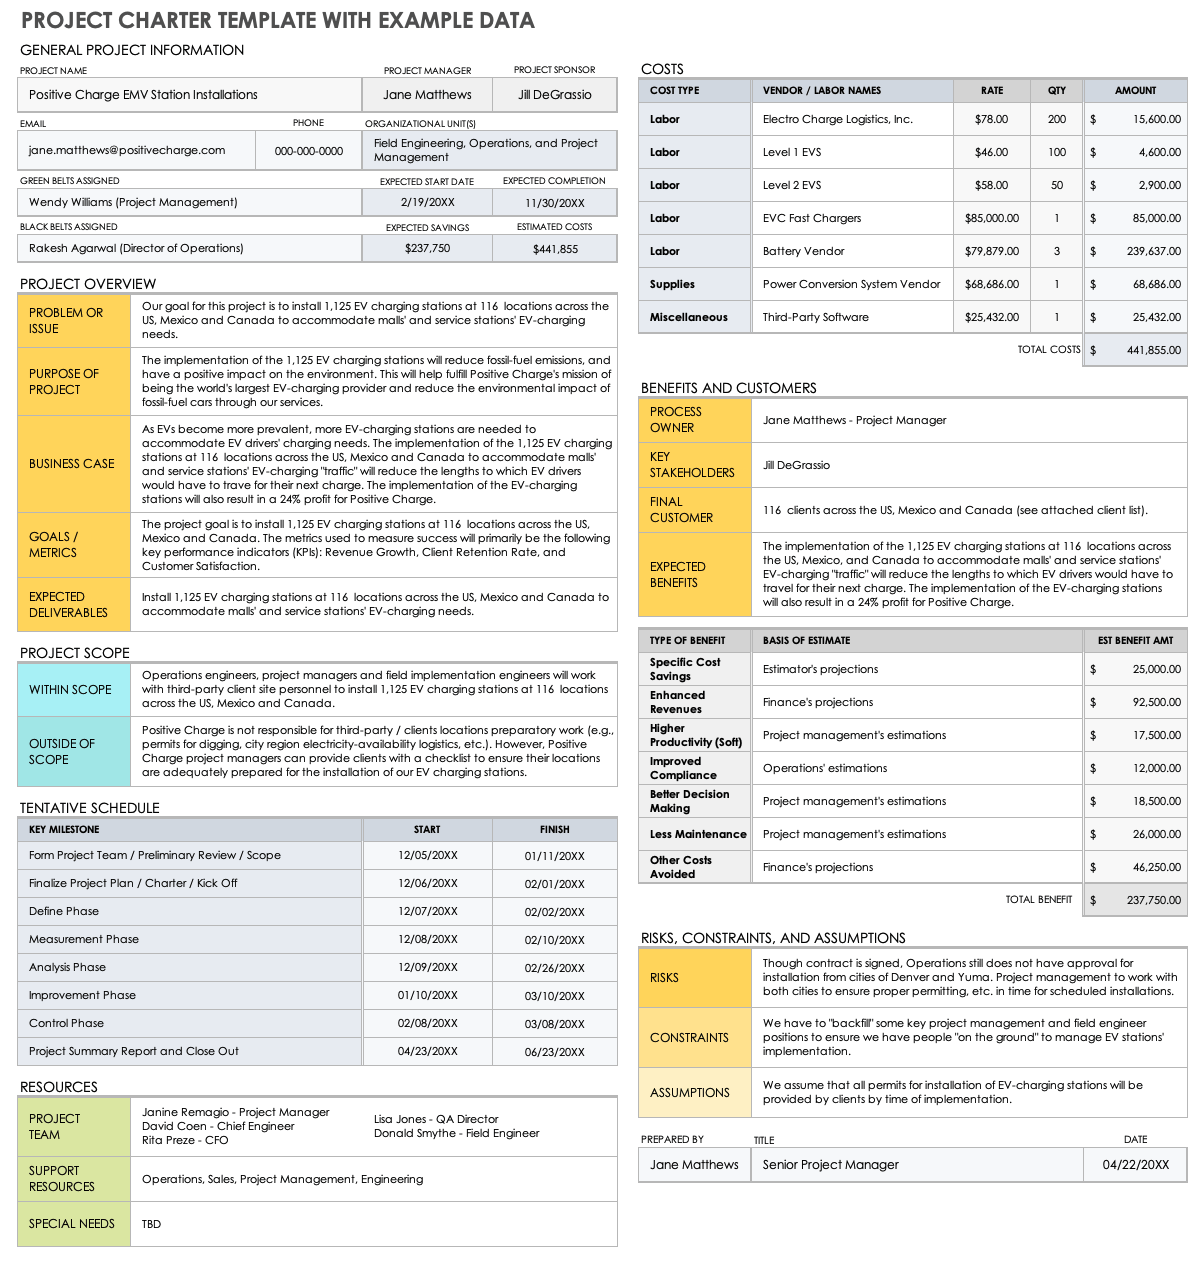 PROJECT CHARTER TEMPLATE WITH EXAMPLE DATA
GENERAL PROJECT INFORMATION
PROJECT NAME PROJECT MANAGER PROJECT SPONSOR
Positive Charge EMV Station Installations Jane Matthews Jill DeGrassio
EMAIL PHONE ORGANIZATIONAL UNIT(S)
jane.matthews@positivecharge.com 000-000-0000 Field Engineering, Operations, and Project
Management
GREEN BELTS ASSIGNED EXPECTED START DATE EXPECTED COMPLETION
Wendy Williams (Project Management) 2/19/20XX 11/30/20XX
BLACK BELTS ASSIGNED EXPECTED SAVINGS ESTIMATED COSTS
Rakesh Agarwal (Director of Operations) $237,750 $441,855
PROJECT OVERVIEW
PROBLEM OR
ISSUE
Our goal for this project is to install 1,125 EV charging stations at 116 locations across the
US, Mexico and Canada to accommodate malls' and service stations' EV-charging
needs.
PURPOSE OF
PROJECT
The implementation of the 1,125 EV charging stations will reduce fossil-fuel emissions, and
have a positive impact on the environment. This will help fulfill Positive Charge's mission of
being the world's largest EV-charging provider and reduce the environmental impact of
fossil-fuel cars through our services.
BUSINESS CASE
As EVs become more prevalent, more EV-charging stations are needed to
accommodate EV drivers' charging needs. The implementation of the 1,125 EV charging
stations at 116 locations across the US, Mexico and Canada to accommodate malls'
and service stations' EV-charging "traffic" will reduce the lengths to which EV drivers
would have to trave for their next charge. The implementation of the EV-charging
stations will also result in a 24% profit for Positive Charge.
GOALS /
METRICS
The project goal is to install 1,125 EV charging stations at 116 locations across the US,
Mexico and Canada. The metrics used to measure success will primarily be the following
key performance indicators (KPIs): Revenue Growth, Client Retention Rate, and
Customer Satisfaction.
EXPECTED
DELIVERABLES
Install 1,125 EV charging stations at 116 locations across the US, Mexico and Canada to
accommodate malls' and service stations' EV-charging needs.
PROJECT SCOPE
WITHIN SCOPE
Operations engineers, project managers and field implementation engineers will work
with third-party client site personnel to install 1,125 EV charging stations at 116 locations
across the US, Mexico and Canada.
OUTSIDE OF
SCOPE
Positive Charge is not responsible for third-party / clients locations preparatory work (e.g.,
permits for digging, city region electricity-availability logistics, etc.). However, Positive
Charge project managers can provide clients with a checklist to ensure their locations
are adequately prepared for the installation of our EV charging stations.
TENTATIVE SCHEDULE
KEY MILESTONE START FINISH
Form Project Team / Preliminary Review / Scope 12/05/20XX 01/11/20XX
Finalize Project Plan / Charter / Kick Off 12/06/20XX 02/01/20XX
Define Phase 12/07/20XX 02/02/20XX
Measurement Phase 12/08/20XX 02/10/20XX
Analysis Phase 12/09/20XX 02/26/20XX
Improvement Phase 01/10/20XX 03/10/20XX
Control Phase 02/08/20XX 03/08/20XX
Project Summary Report and Close Out 04/23/20XX 06/23/20XX
RESOURCES
PROJECT
TEAM
Janine Remagio - Project Manager
David Coen - Chief Engineer
Rita Preze - CFO
Lisa Jones - QA Director
Donald Smythe - Field Engineer
SUPPORT
RESOURCES
Operations, Sales, Project Management, Engineering
SPECIAL NEEDS TBD
COSTS
COST TYPE VENDOR / LABOR NAMES RATE QTY AMOUNT
Labor Electro Charge Logistics, Inc. $78.00 200 $ 15,600.00
Labor Level 1 EVS $46.00 100 $ 4,600.00
Labor Level 2 EVS $58.00 50 $ 2,900.00
Labor EVC Fast Chargers $85,000.00 1 $ 85,000.00
Labor Battery Vendor $79,879.00 3 $ 239,637.00
Supplies Power Conversion System Vendor $68,686.00 1 $ 68,686.00
Miscellaneous Third-Party Software $25,432.00 1 $ 25,432.00
TOTAL COSTS $ 441,855.00
BENEFITS AND CUSTOMERS
PROCESS
OWNER
Jane Matthews - Project Manager
KEY
STAKEHOLDERS
Jill DeGrassio
FINAL
CUSTOMER
116 clients across the US, Mexico and Canada (see attached client list).
EXPECTED
BENEFITS
The implementation of the 1,125 EV charging stations at 116 locations across
the US, Mexico, and Canada to accommodate malls' and service stations'
EV-charging "traffic" will reduce the lengths to which EV drivers would have to
travel for their next charge. The implementation of the EV-charging stations
will also result in a 24% profit for Positive Charge.
TYPE OF BENEFIT BASIS OF ESTIMATE EST BENEFIT AMT
Specific Cost
Savings
Estimator's projections $ 25,000.00
Enhanced
Revenues
Finance's projections $ 92,500.00
Higher
Productivity (Soft)
Project management's estimations $ 17,500.00
Improved
Compliance
Operations' estimations $ 12,000.00
Better Decision
Making
Project management's estimations $ 18,500.00
Less Maintenance Project management's estimations $ 26,000.00
Other Costs
Avoided
Finance's projections $ 46,250.00
TOTAL BENEFIT $ 237,750.00
RISKS, CONSTRAINTS, AND ASSUMPTIONS
RISKS
Though contract is signed, Operations still does not have approval for
installation from cities of Denver and Yuma. Project management to work with
both cities to ensure proper permitting, etc. in time for scheduled installations.
CONSTRAINTS
We have to "backfill" some key project management and field engineer
positions to ensure we have people "on the ground" to manage EV stations'
implementation.
ASSUMPTIONS
We assume that all permits for installation of EV-charging stations will be
provided by clients by time of implementation.
PREPARED BY TITLE DATE
Jane Matthews Senior Project Manager 04/22/20XX